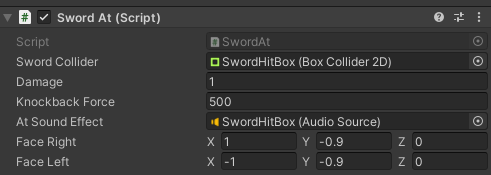 Sword At (Script)
Script SwordAt
Sword Collider SwordHitBox (Box Collider 2D)
Damage 1
Knockback Force 500
At Sound Effect SwordHitBox (Audio Source)
Face Right X 1 Y -0.9 Z 0
Face Left X -1 Y -0.9 Z 0